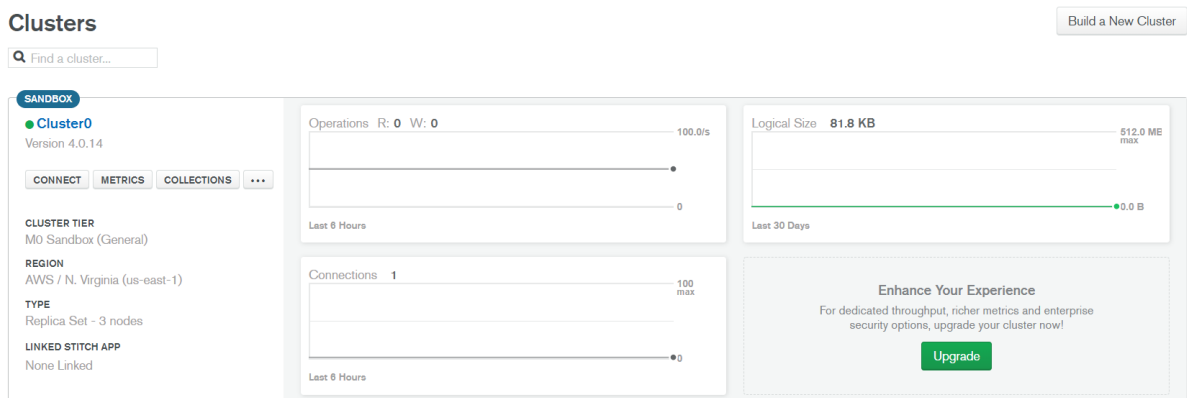 Clusters
Build a New Cluster
Find a cluster...
SANDBOX
Cluster0
Version 4.0.14
CONNECT
METRICS
COLLECTIONS
...
CLUSTER TIER
M0 Sandbox (General)
REGION
AWS / N. Virginia (us-east-1)
TYPE
Replica Set - 3 nodes
LINKED STITCH APP
None Linked
Operations R: 0 W: 0
100.0/s
0
Last 6 Hours
Logical Size 81.8 KB
512.0 MB
max
0.0 B
Last 30 Days
Connections 1
100
max
0
Last 6 Hours
Enhance Your Experience
For dedicated throughput, richer metrics and enterprise
security options, upgrade your cluster now!
Upgrade